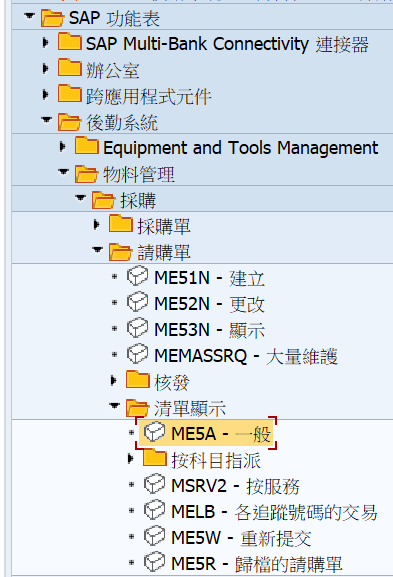 SAP 功能表
SAP Multi-Bank Connectivity 連接器
辦公室
跨應用程式元件
後勤系統
Equipment and Tools Management
物料管理
採購
採購單
請購單
ME51N - 建立
ME52N - 更改
ME53N - 顯示
MEMASSRQ - 大量維護
核發
清單顯示
ME5A - 一般
按科目指派
MSRV2 - 按服務
MELB - 各追蹤號碼的交易
ME5W - 重新提交
ME5R - 歸檔的請購單